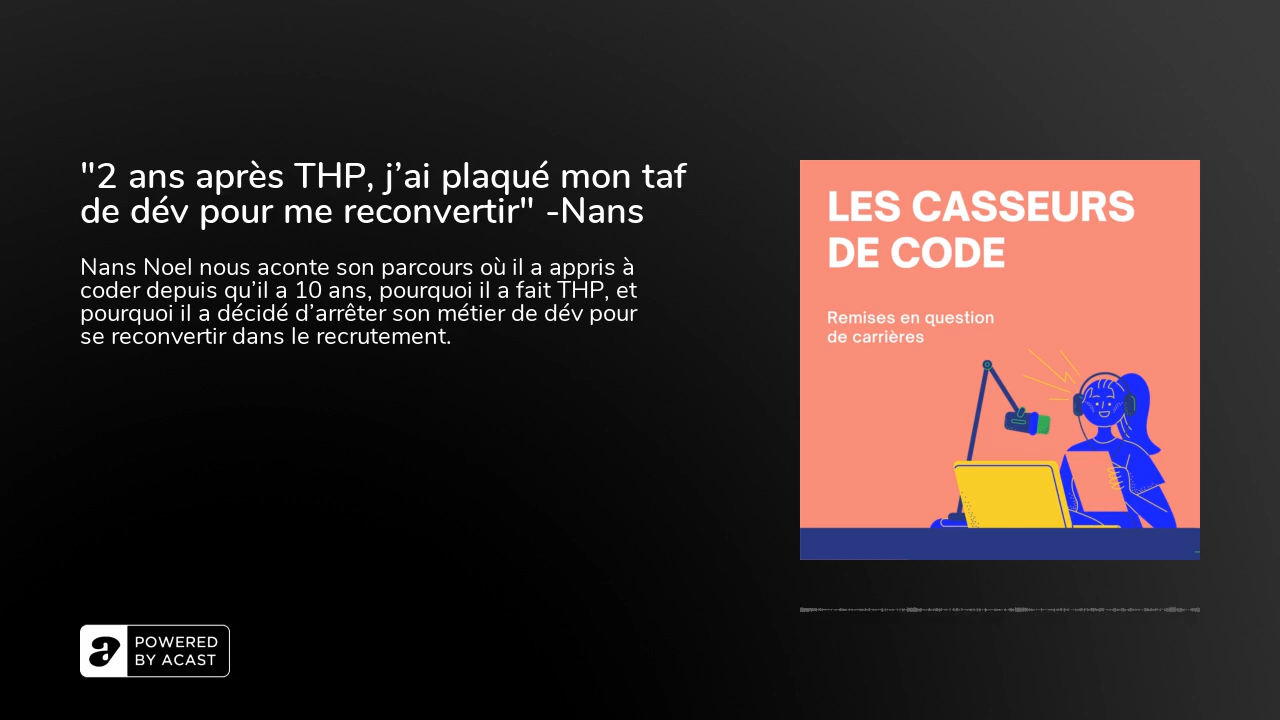 "2 ans après THP, j’ai plaqué mon taf
de dév pour me reconvertir" -Nans
Nans Noel nous aconte son parcours où il a appris à
coder depuis qu’il a 10 ans, pourquoi il a fait THP, et
pourquoi il a décidé d’arrêter son métier de dév pour
se reconvertir dans le recrutement.
LES CASSEURS
DE CODE
Remises en question
de carrières
POWERED
BY ACAST